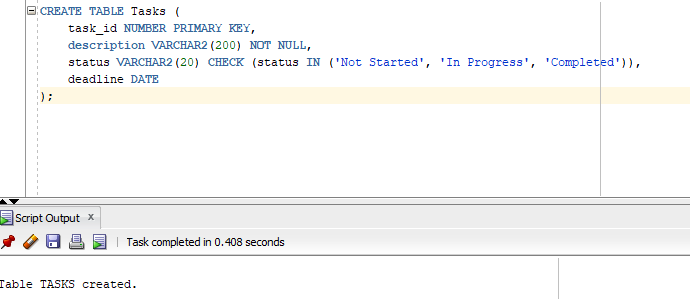 CREATE TABLE Tasks (
task_id NUMBER PRIMARY KEY,
description VARCHAR2(200) NOT NULL,
status VARCHAR2(20) CHECK (status IN ('Not Started', 'In Progress', 'Completed')),
deadline DATE
);
Script Output x
Task completed in 0.408 seconds
Table TASKS created.